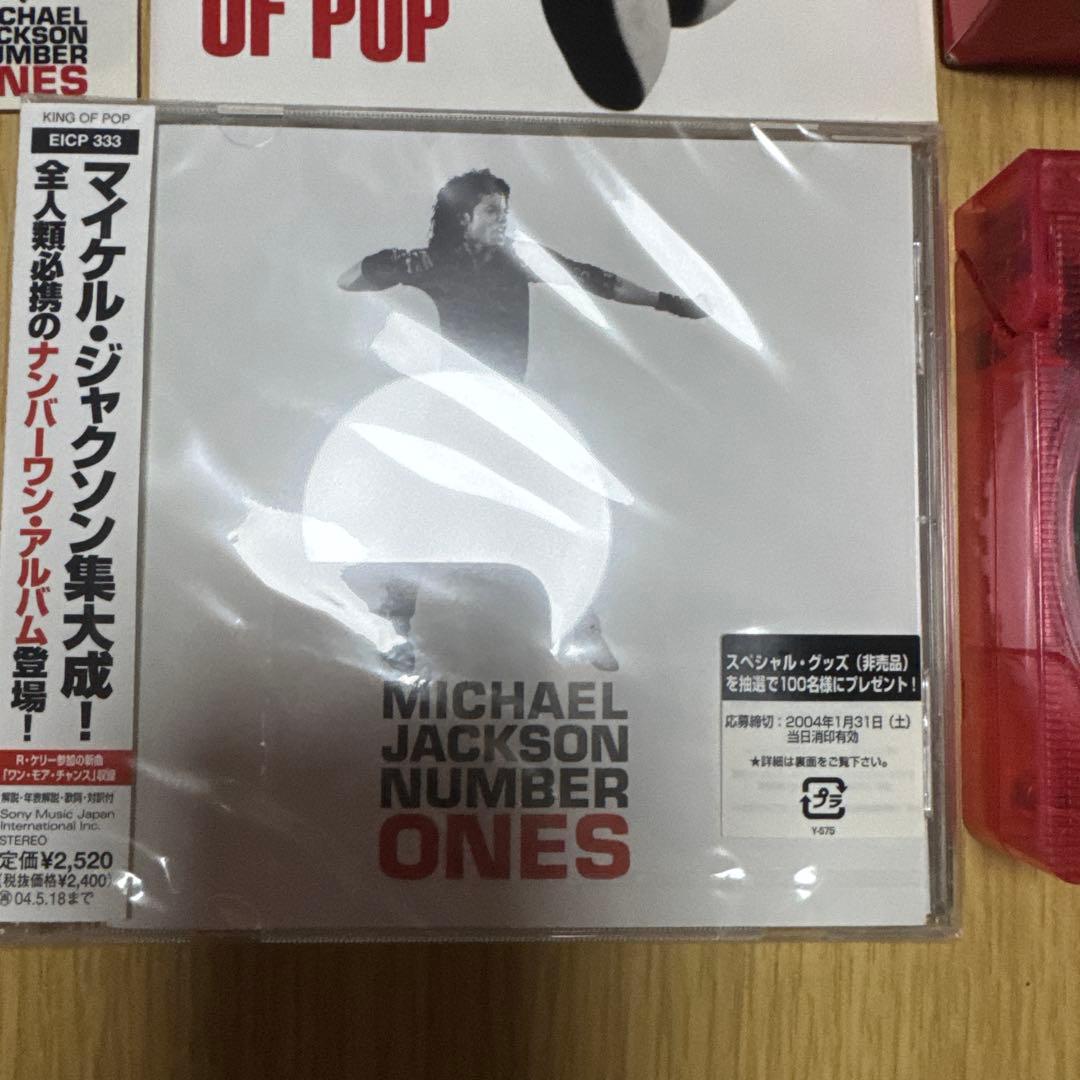 CHAEL
CKSON
UMBER
NES
OF POP
KING OF POP
EICP 333
マイケル・ジャクソン集大成!
全人類必携のナンバーワン・アルバム登場!
R・ケリー参加の新曲
「ワン・モア・チャンス」収録
解説・年表解説・歌詞・対訳付
Sony Music Japan
International Inc.
STEREO
定価¥2,520
(税抜価格¥2,400)
04.5.18まで
MICHAEL
JACKSON
NUMBER
ONES
スペシャル・グッズ(非売品)
を抽選で100名様にプレゼント!
応募締切:2004年1月31日(土)
当日消印有効
★詳細は裏面をご覧下さい。
プラ
Y-575